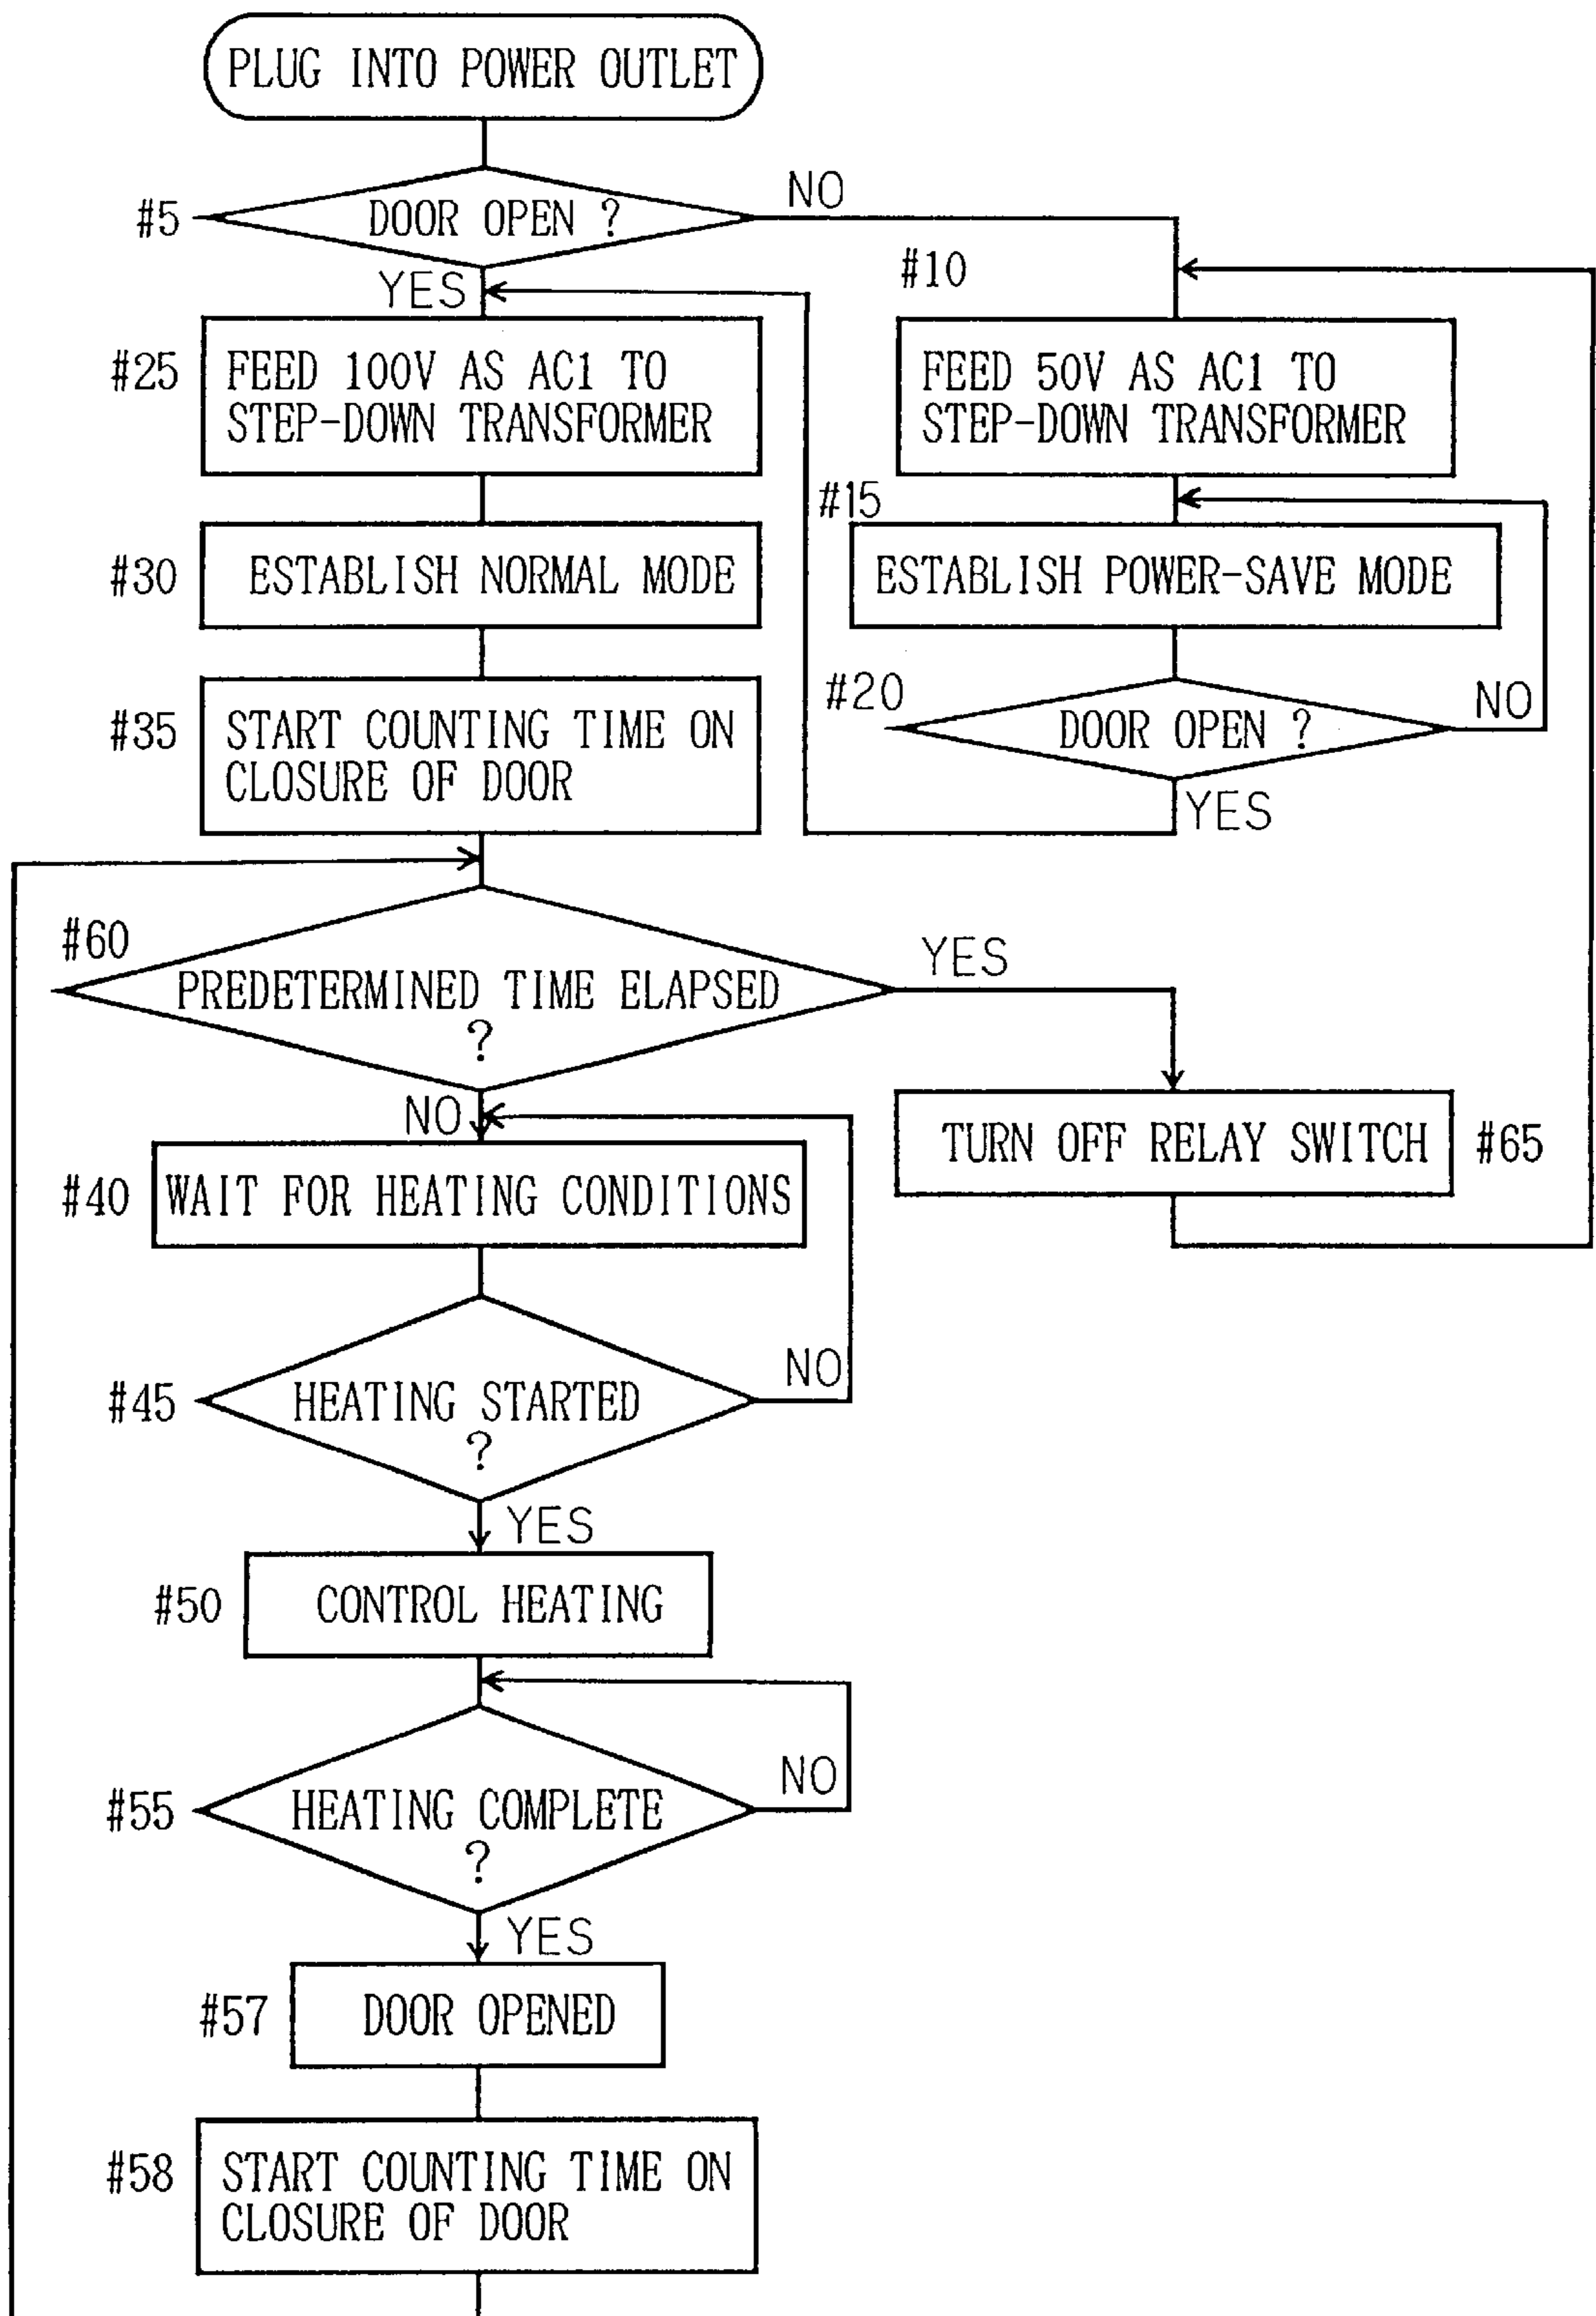 PLUG INTO POWER OUTLET
#5
DOOR OPEN ?
NO
YES
#10
#25
FEED 100V AS AC1 TO
STEP-DOWN TRANSFORMER
FEED 50V AS AC1 TO
STEP-DOWN TRANSFORMER
#15
#30
ESTABLISH NORMAL MODE
ESTABLISH POWER-SAVE MODE
#20
DOOR OPEN ?
NO
YES
#35
START COUNTING TIME ON
CLOSURE OF DOOR
#60
PREDETERMINED TIME ELAPSED
?
YES
NO
#40
WAIT FOR HEATING CONDITIONS
TURN OFF RELAY SWITCH
#65
#45
HEATING STARTED
?
NO
YES
#50
CONTROL HEATING
#55
HEATING COMPLETE
?
NO
YES
#57
DOOR OPENED
#58
START COUNTING TIME ON
CLOSURE OF DOOR